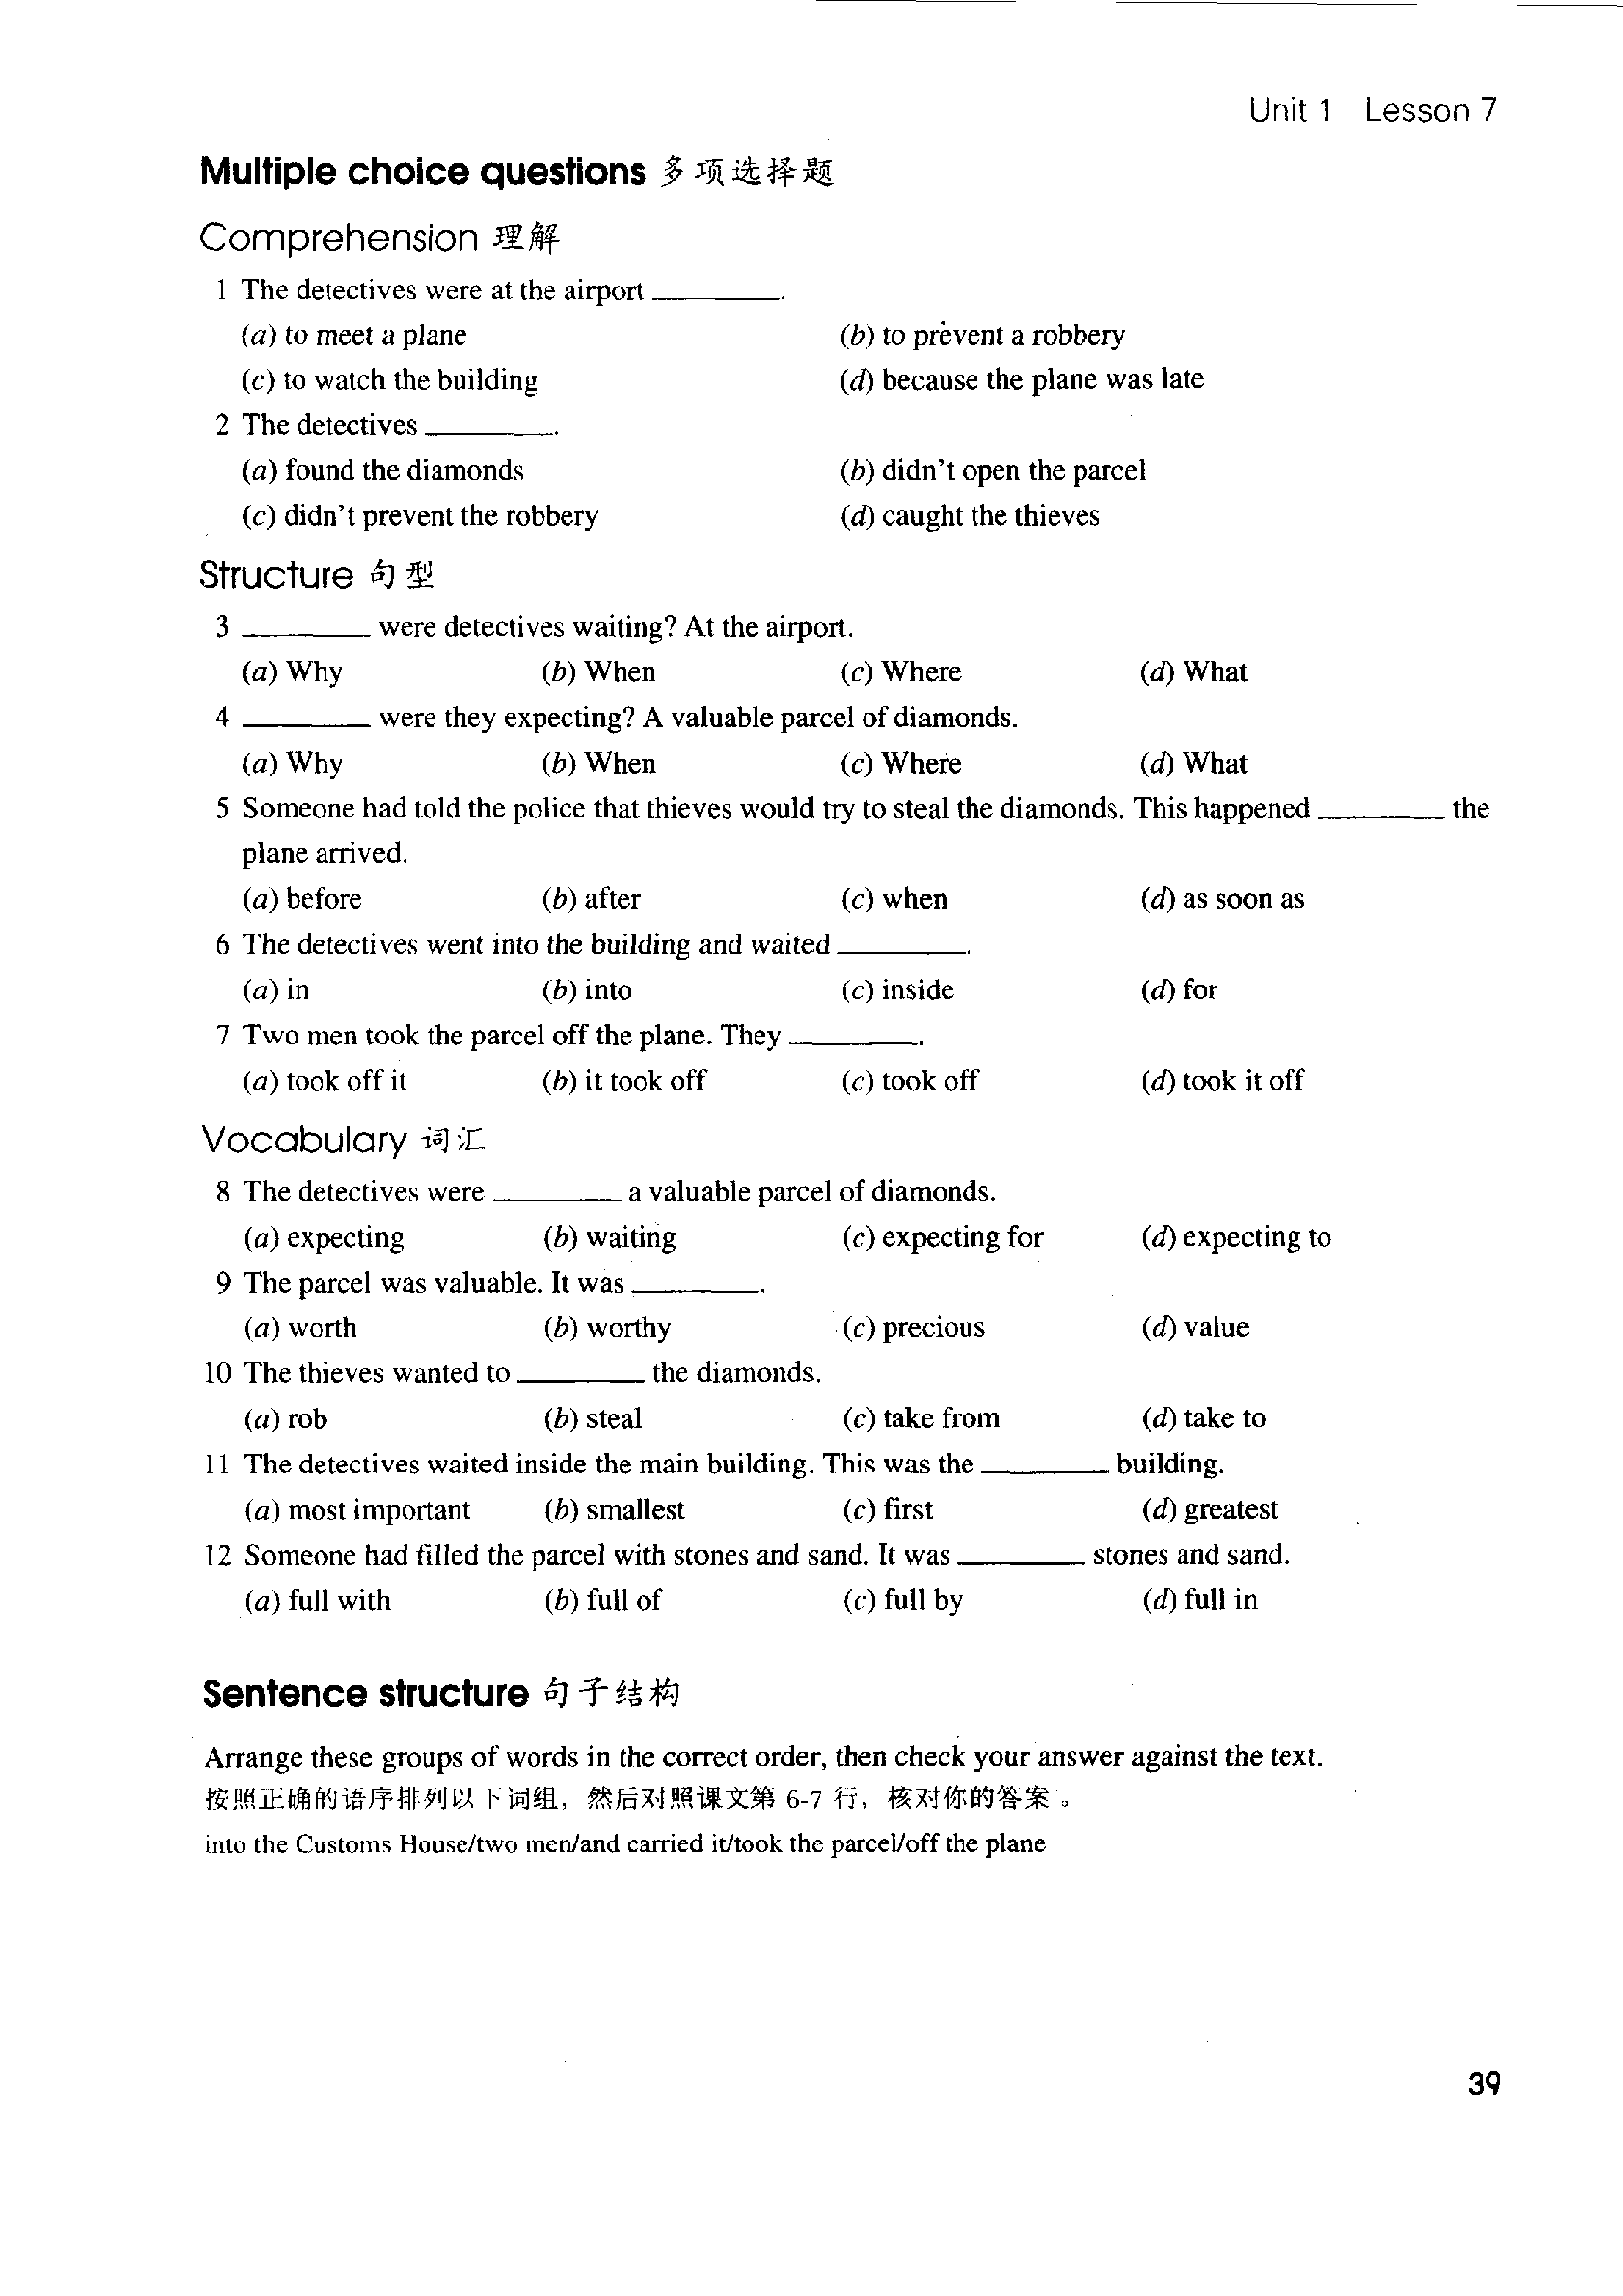 Unit 1 Lesson 7
Multiple choice questions 多项选择题
Comprehension 理解
1 The detectives were at the airport ________.
(a) to meet a plane (b) to prevent a robbery
(c) to watch the building (d) because the plane was late
2 The detectives ________.
(a) found the diamonds (b) didn't open the parcel
(c) didn't prevent the robbery (d) caught the thieves
Structure 句型
3 ________ were detectives waiting? At the airport.
(a) Why (b) When (c) Where (d) What
4 ________ were they expecting? A valuable parcel of diamonds.
(a) Why (b) When (c) Where (d) What
5 Someone had told the police that thieves would try to steal the diamonds. This happened ________ the
plane arrived.
(a) before (b) after (c) when (d) as soon as
6 The detectives went into the building and waited ________.
(a) in (b) into (c) inside (d) for
7 Two men took the parcel off the plane. They ________.
(a) took off it (b) it took off (c) took off (d) took it off
Vocabulary 词汇
8 The detectives were ________ a valuable parcel of diamonds.
(a) expecting (b) waiting (c) expecting for (d) expecting to
9 The parcel was valuable. It was ________.
(a) worth (b) worthy (c) precious (d) value
10 The thieves wanted to ________ the diamonds.
(a) rob (b) steal (c) take from (d) take to
11 The detectives waited inside the main building. This was the ________ building.
(a) most important (b) smallest (c) first (d) greatest
12 Someone had filled the parcel with stones and sand. It was ________ stones and sand.
(a) full with (b) full of (c) full by (d) full in
Sentence structure 句子结构
Arrange these groups of words in the correct order, then check your answer against the text.
按照正确的语序排列以下词组，然后对照课文第 6-7 行，核对你的答案。
into the Customs House/two men/and carried it/took the parcel/off the plane
39